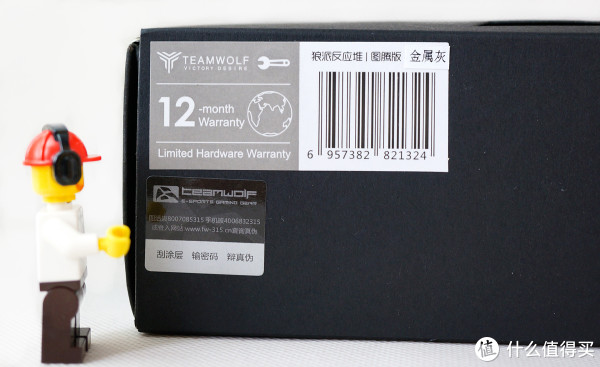 TEAMWOLF
VICTORY DESIRE
12 -month
Warranty
Limited Hardware Warranty
狼派反应堆|图腾版 金属灰
6 957382 821324
teamwolf
E-SPORTS GAMING GEAR
刮涂层 输密码 辩真伪
值 什么值得买